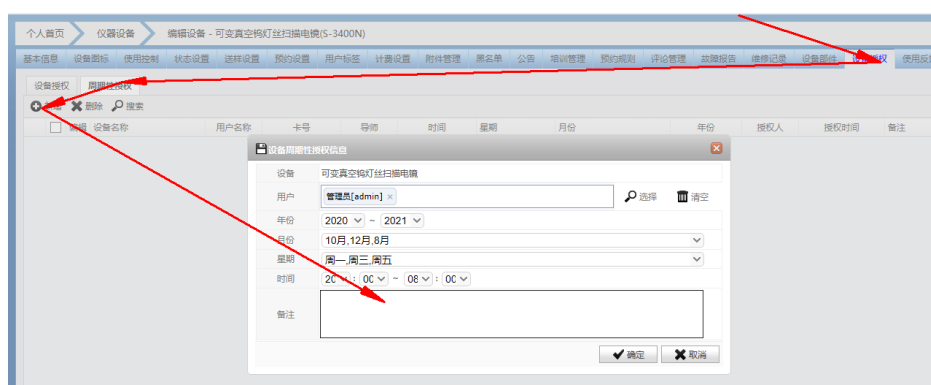 个人首页 仪器设备 编辑设备 - 可变真空钨灯丝扫描电镜(S-3400N)
基本信息 设备图标 使用控制 状态设置 送样设置 预约设置 用户标签 计费设置 附件管理 黑名单 公告 培训管理 预约规则 评论管理 故障报告 维修记录 设备部件 设备授权 使用反
设备授权 周期性授权
删除 搜索
编辑 设备名称 用户名称 卡号 导师 时间 星期 月份 年份 授权人 授权时间 备注
设备周期性授权信息
设备 可变真空钨灯丝扫描电镜
用户 管理员[admin] × 选择 清空
年份 2020 ~ 2021
月份 10月,12月,8月
星期 周一,周三,周五
时间 20 : 00 ~ 08 : 00
备注
确定 取消